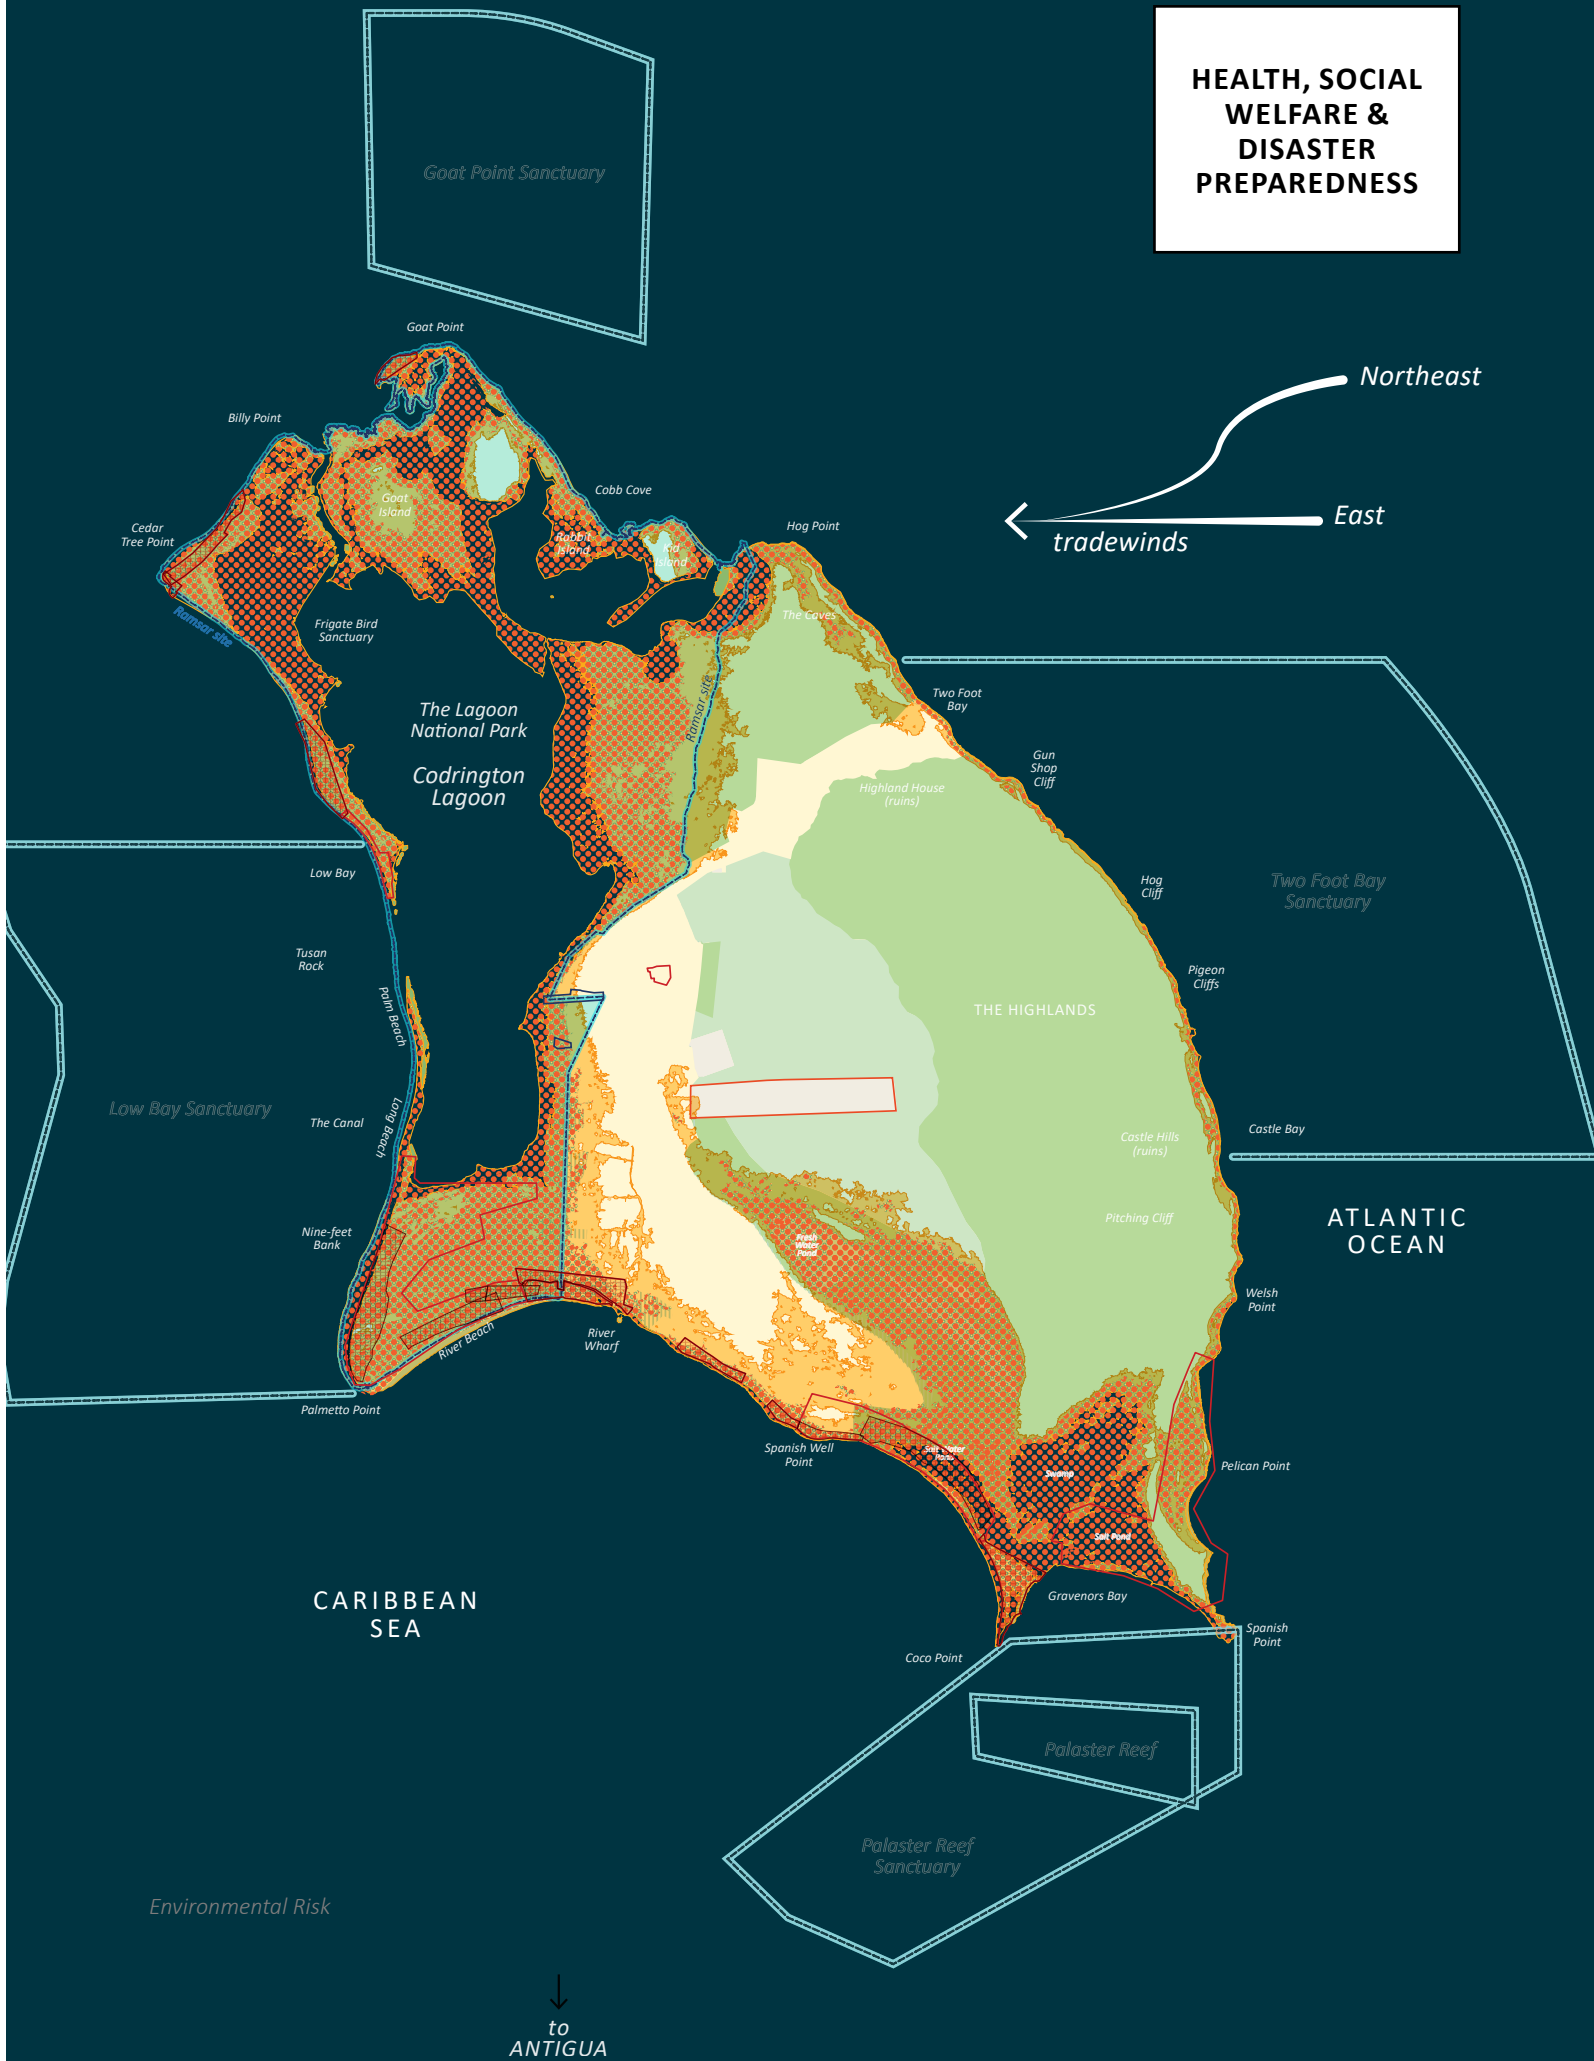 HEALTH, SOCIAL
WELFARE &
DISASTER
PREPAREDNESS
Goat Point Sanctuary
Goat Point
Northeast
Billy Point
Cobb Cove
Goat
Island
East
Cedar
Tree Point
Hog Point
Rabbit
Island
Kid
Island
tradewinds
Ramsar site
Frigate Bird
Sanctuary
The Caves
The Lagoon
National Park
Ramsar site
Two Foot
Bay
Codrington
Lagoon
Gun
Shop
Cliff
Highland House
(ruins)
Low Bay
Hog
Cliff
Two Foot Bay
Sanctuary
Tusan
Rock
Pigeon
Cliffs
Palm Beach
THE HIGHLANDS
Low Bay Sanctuary
The Canal
Long Beach
Castle Hills
(ruins)
Castle Bay
Nine-feet
Bank
Fresh
Water
Pond
Pitching Cliff
ATLANTIC
OCEAN
Welsh
Point
River Beach
River
Wharf
Palmetto Point
Spanish Well
Point
Salt Water
Pond
Swamp
Pelican Point
Salt Pond
CARIBBEAN
SEA
Gravenors Bay
Coco Point
Spanish
Point
Palaster Reef
Palaster Reef
Sanctuary
Environmental Risk
to
ANTIGUA